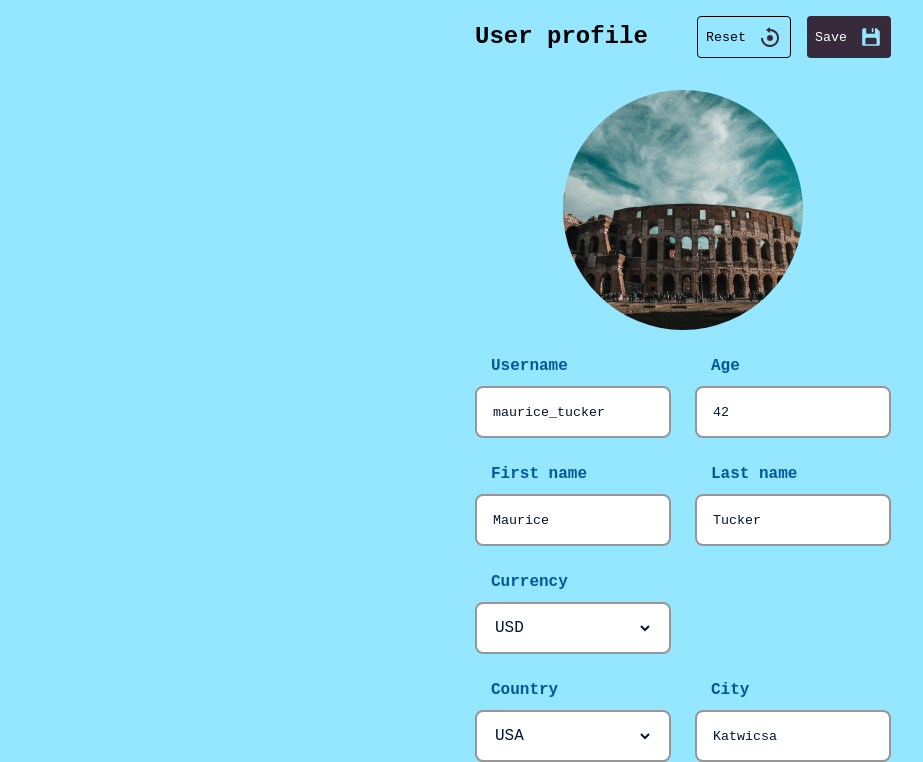 User profile
Reset
Save
Username
Age
maurice_tucker
42
First name
Last name
Maurice
Tucker
Currency
USD
Country
City
USA
Katwicsa